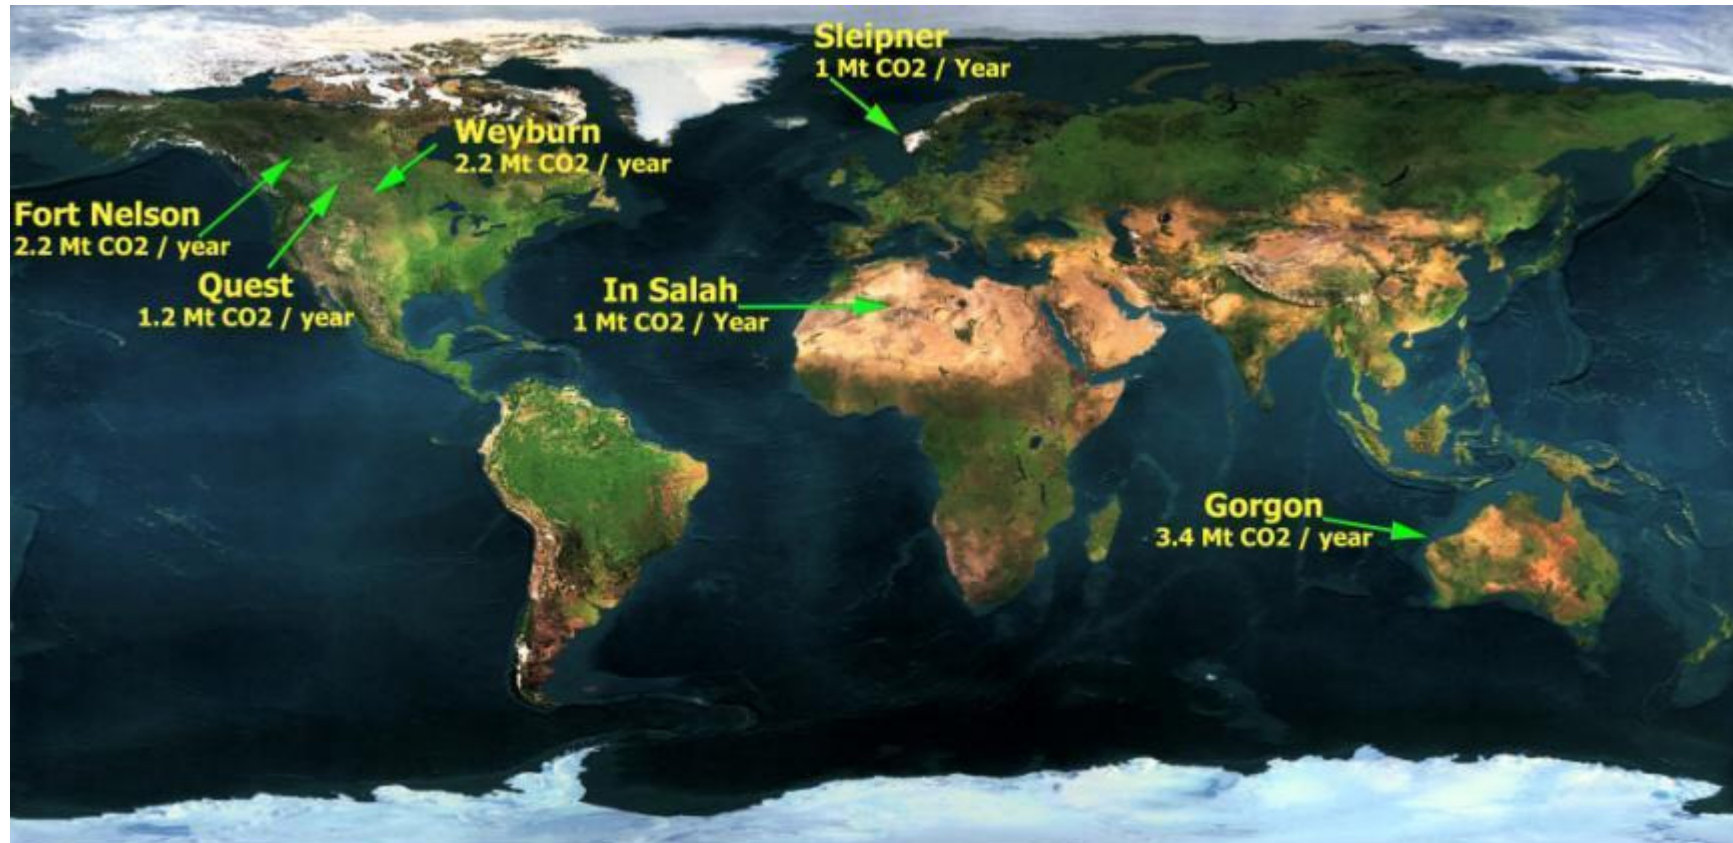 Sleipner
1 Mt CO2 / Year
Weyburn
2.2 Mt CO2 / year
Fort Nelson
2.2 Mt CO2 / year
Quest
1.2 Mt CO2 / year
In Salah
1 Mt CO2 / Year
Gorgon
3.4 Mt CO2 / year